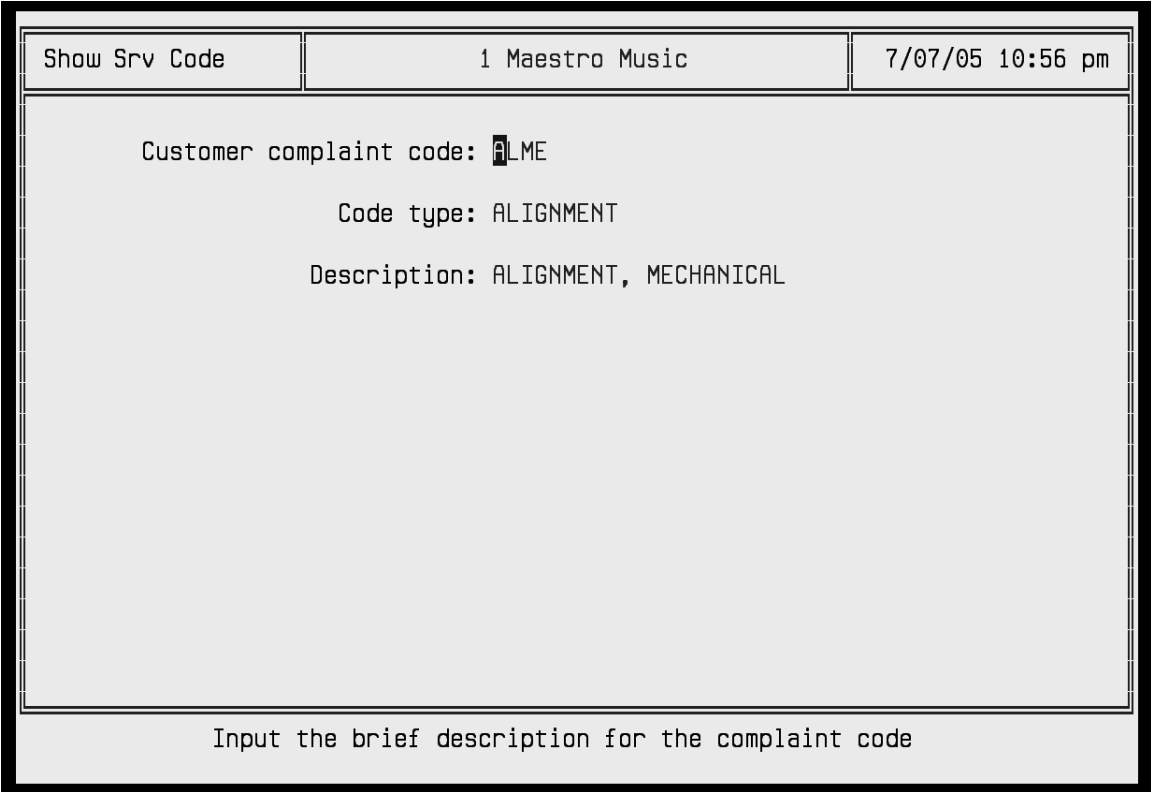 Show Srv Code 1 Maestro Music 7/07/05 10:56 pm
Customer complaint code: ALME
Code type: ALIGNMENT
Description: ALIGNMENT, MECHANICAL
Input the brief description for the complaint code